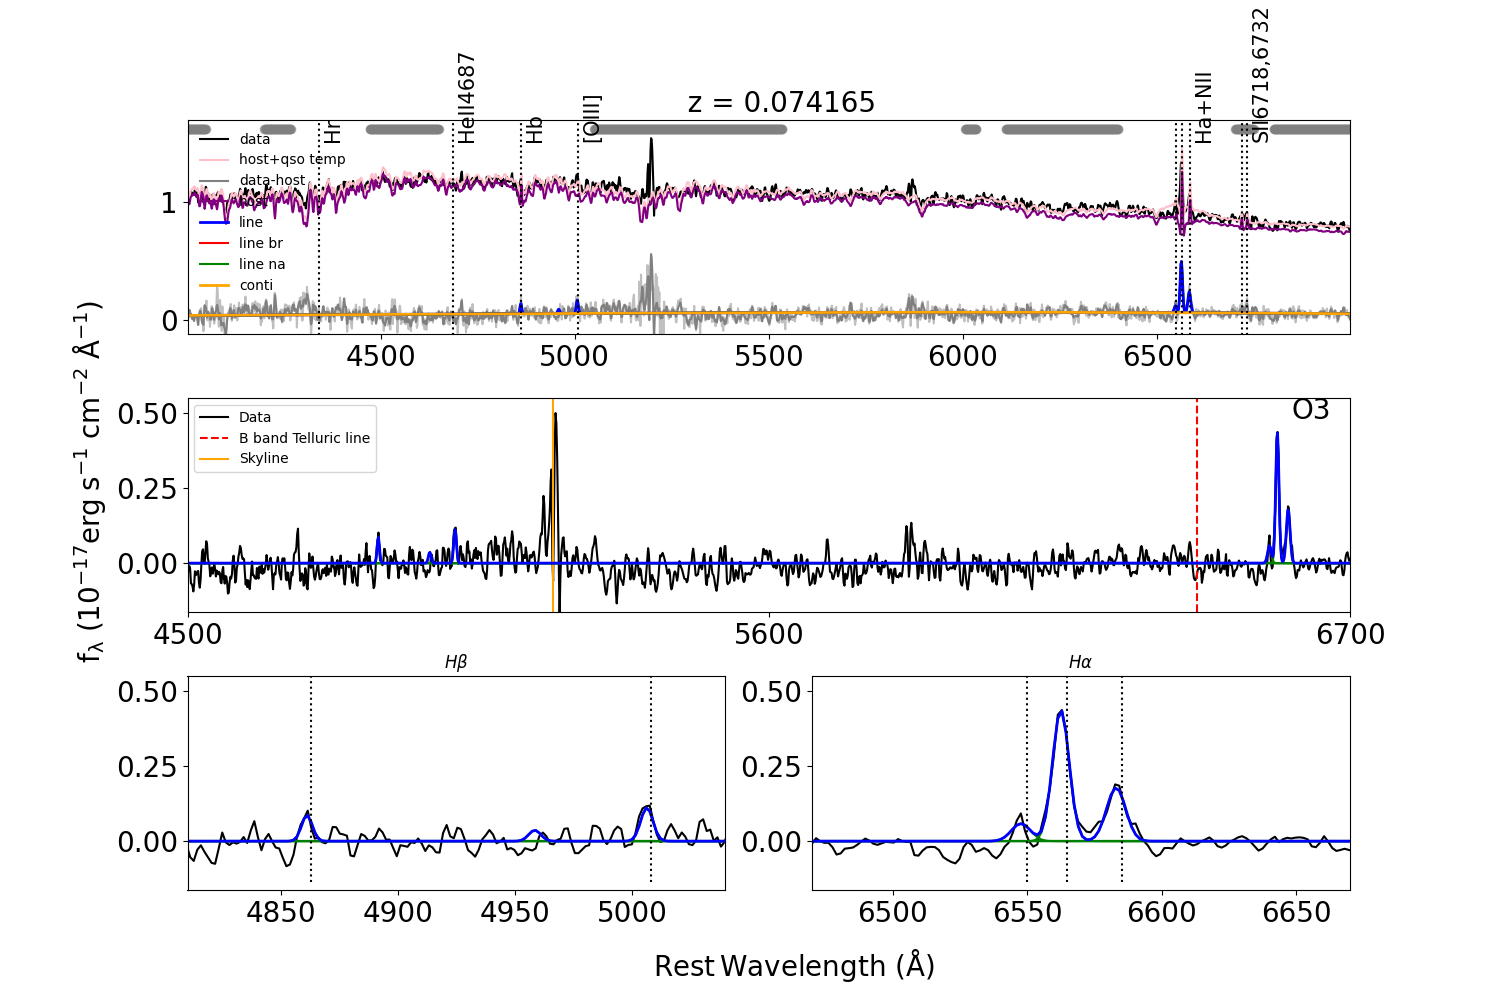 z = 0.074165
Hr
HeII4687
Hb
[OIII]
Ha+NII
SII6718,6732
data
host+qso temp
data-host
host
line
line br
line na
conti
1
0
4500 5000 5500 6000 6500
fλ (10−17erg s−1 cm−2 Å−1)
O3
Data
B band Telluric line
Skyline
0.50
0.25
0.00
4500 5600 6700
Hβ
0.50
0.25
0.00
4850 4900 4950 5000
Hα
0.50
0.25
0.00
6500 6550 6600 6650
Rest Wavelength (Å)